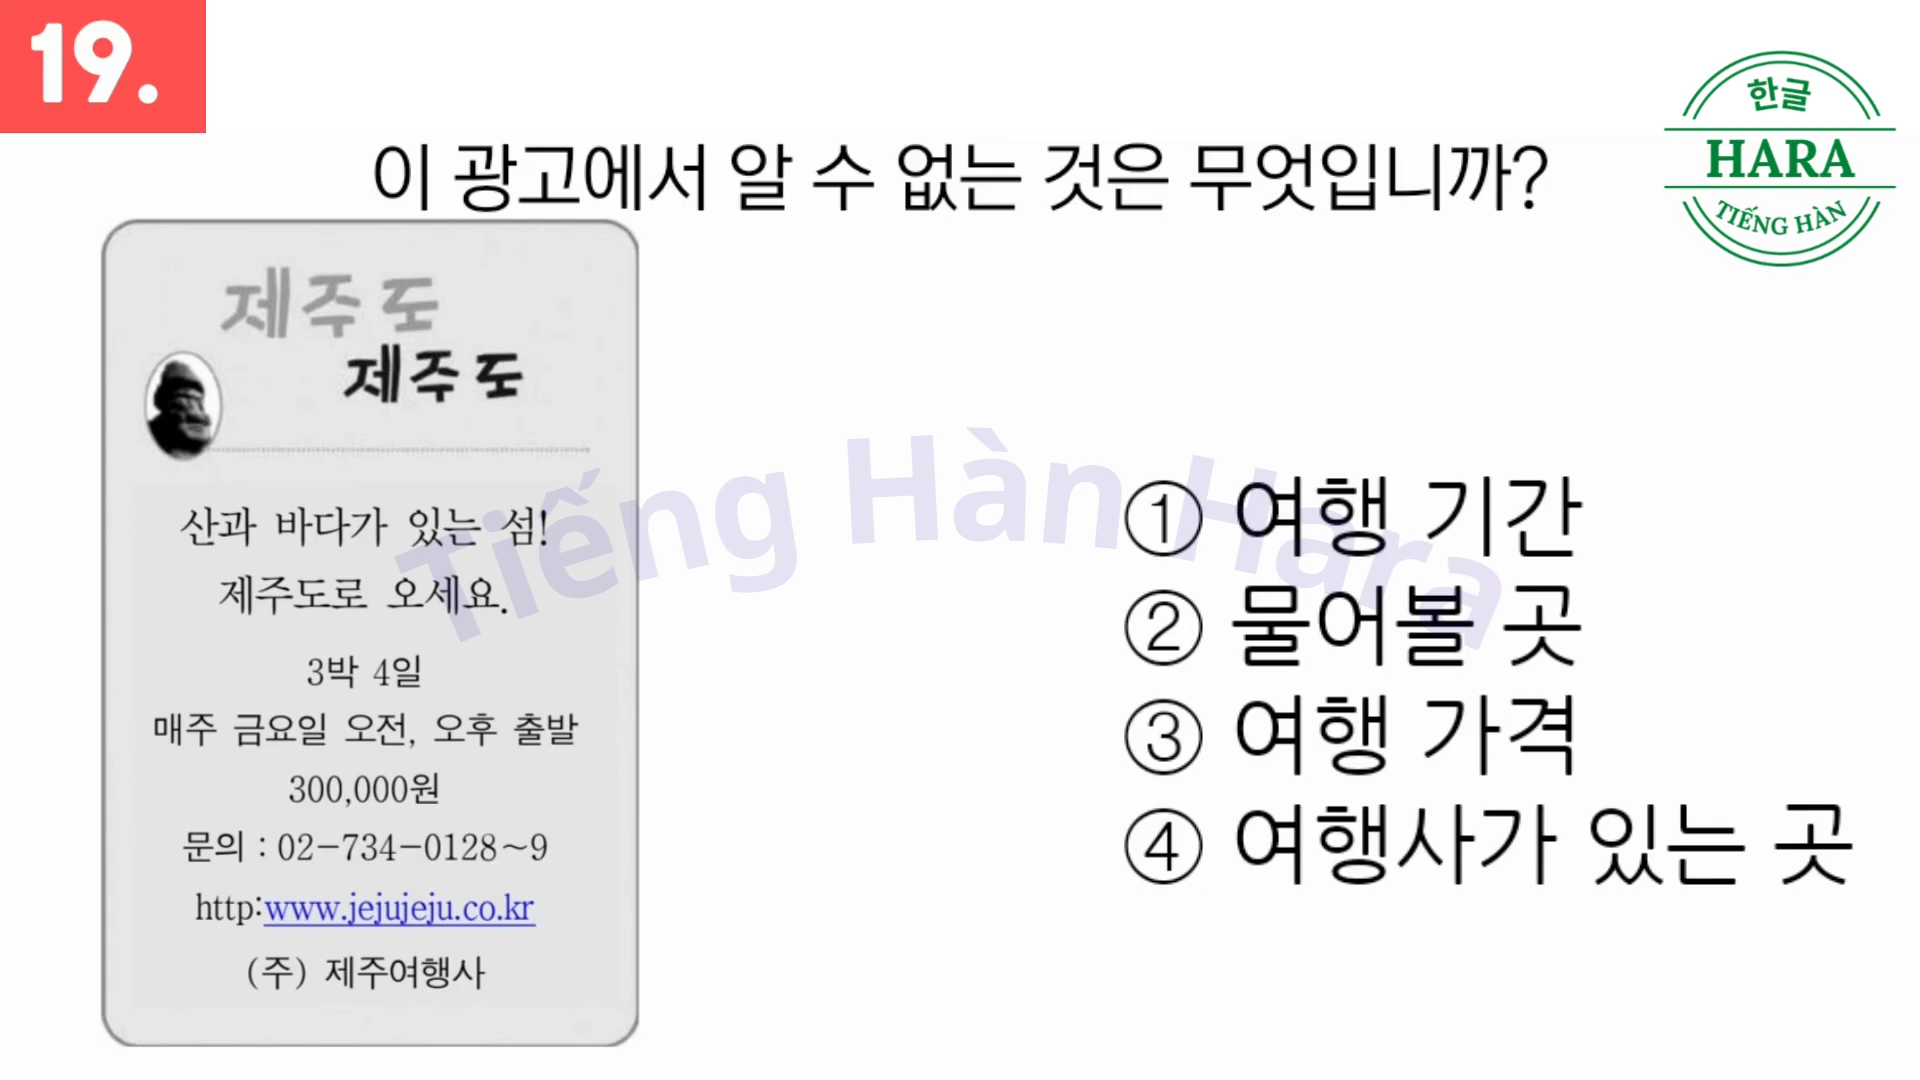 19.
한글
HARA
TIẾNG HÀN
이 광고에서 알 수 없는 것은 무엇입니까?
제주도
제주도
산과 바다가 있는 섬!
제주도로 오세요.
3박 4일
매주 금요일 오전, 오후 출발
300,000원
문의 : 02-734-0128~9
http:www.jejujeju.co.kr
(주) 제주여행사
① 여행 기간
② 물어볼 곳
③ 여행 가격
④ 여행사가 있는 곳
Tiếng Hàn Hara